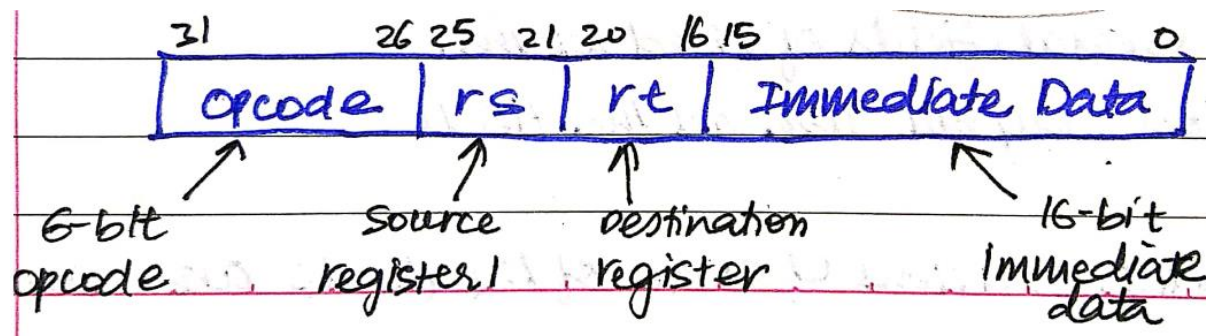 31 26 25 21 20 16 15 0
opcode rs rt Immediate Data
6-bit source Destination 16-bit
opcode register1 register Immediate
data